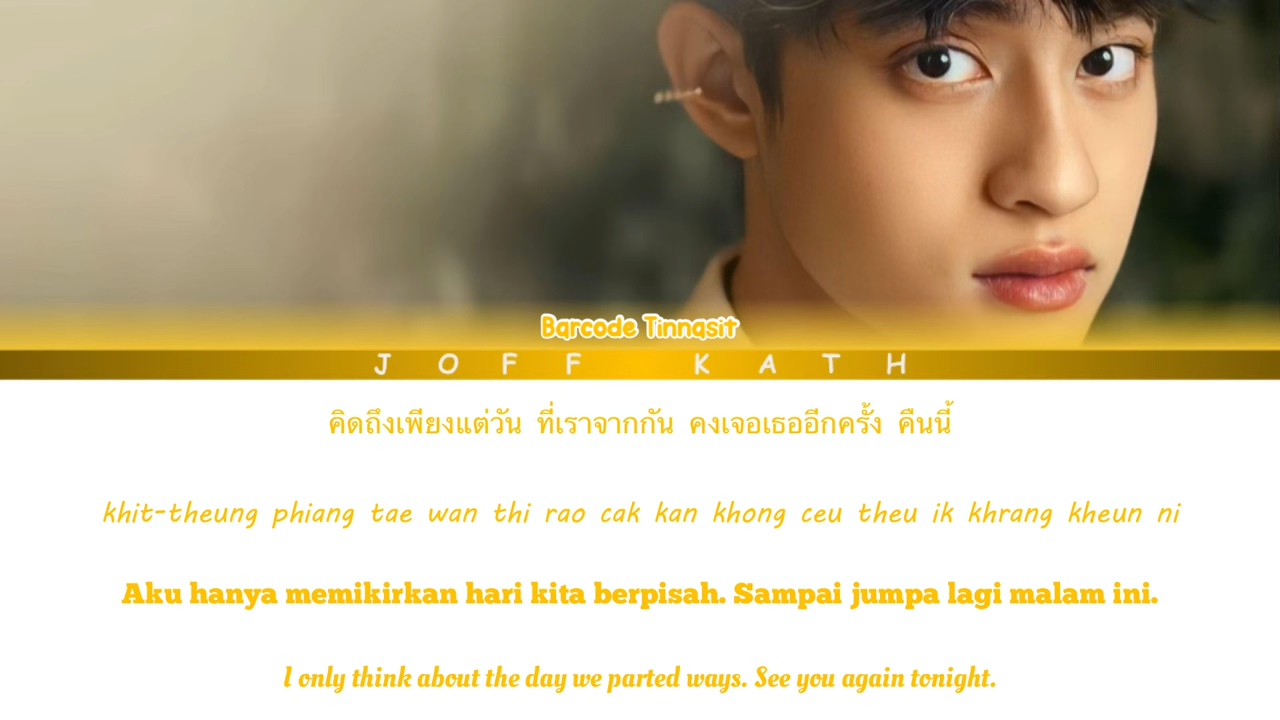 Barcode Tinnasit
JOFF KATH
คิดถึงเพียงแต่วัน ที่เราจากกัน คงเจอเธออีกครั้ง คืนนี้
khit-theung phiang tae wan thi rao cak kan khong ceu theu ik khrang kheun ni
Aku hanya memikirkan hari kita berpisah. Sampai jumpa lagi malam ini.
I only think about the day we parted ways. See you again tonight.